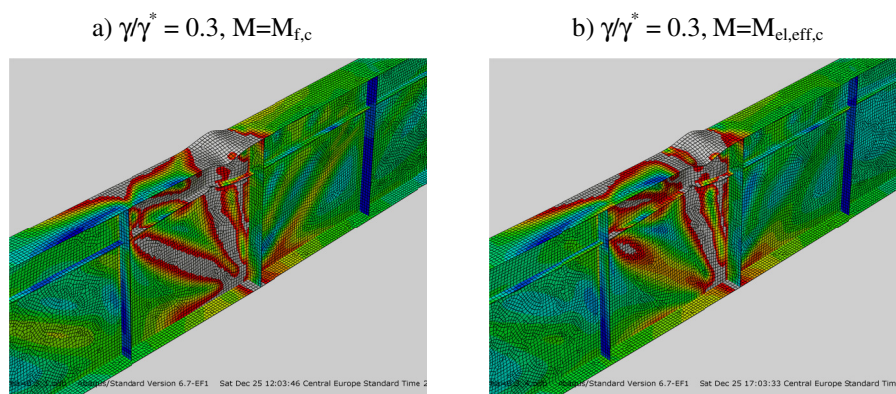 a) γ/γ* = 0.3, M=Mf,c
b) γ/γ* = 0.3, M=Mel,eff,c
Abaqus/Standard Version 6.7-EF1 Sat Dec 25 12:03:46 Central Europe Standard Time 2
Abaqus/Standard Version 6.7-EF1 Sat Dec 25 17:03:33 Central Europe Standard Time